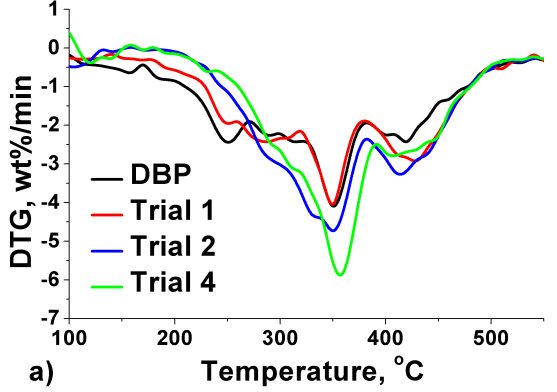 1
0
-1
-2
-3
-4
-5
-6
-7
DTG, wt%/min
DBP
Trial 1
Trial 2
Trial 4
100 200 300 400 500
a) Temperature, °C